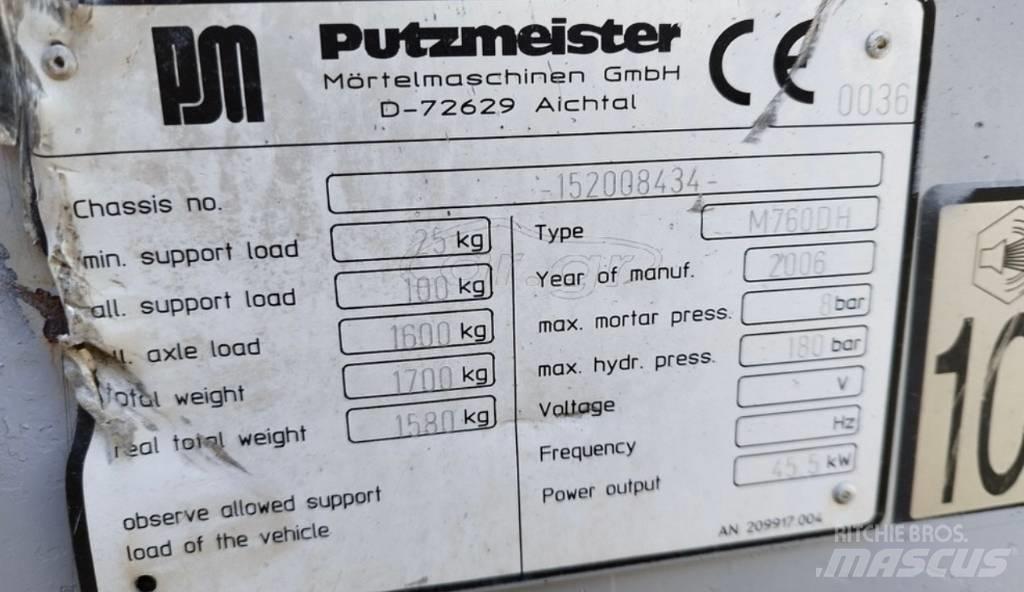 PM Putzmeister CE
Mörtelmaschinen GmbH
D-72629 Aichtal
0036
Chassis no. -152008434-
min. support load 25 kg
all. support load 100 kg
axle load 1600 kg
total weight 1700 kg
real total weight 1580 kg
observe allowed support
load of the vehicle
Type M760DH
Year of manuf. 2006
max. mortar press. 8 bar
max. hydr. press. 180 bar
Voltage V
Frequency Hz
Power output 45.5 kW
AN 209917.004
10
car.gr
RITCHIE BROS.
MASCUS